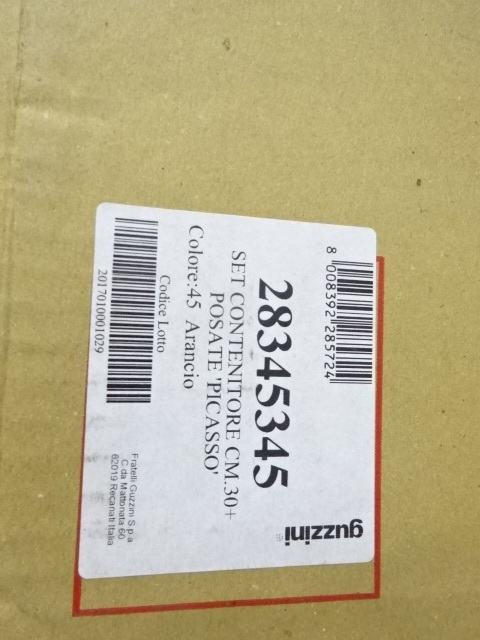 8 008392 285724
28345345
SET CONTENITORE CM.30+
POSATE 'PICASSO'
Colore:45 Arancio
Codice Lotto
2017010001029
guzzini
Fratelli Guzzini S.p.a
C.da Mattonata 60
62019 Recanati Italia